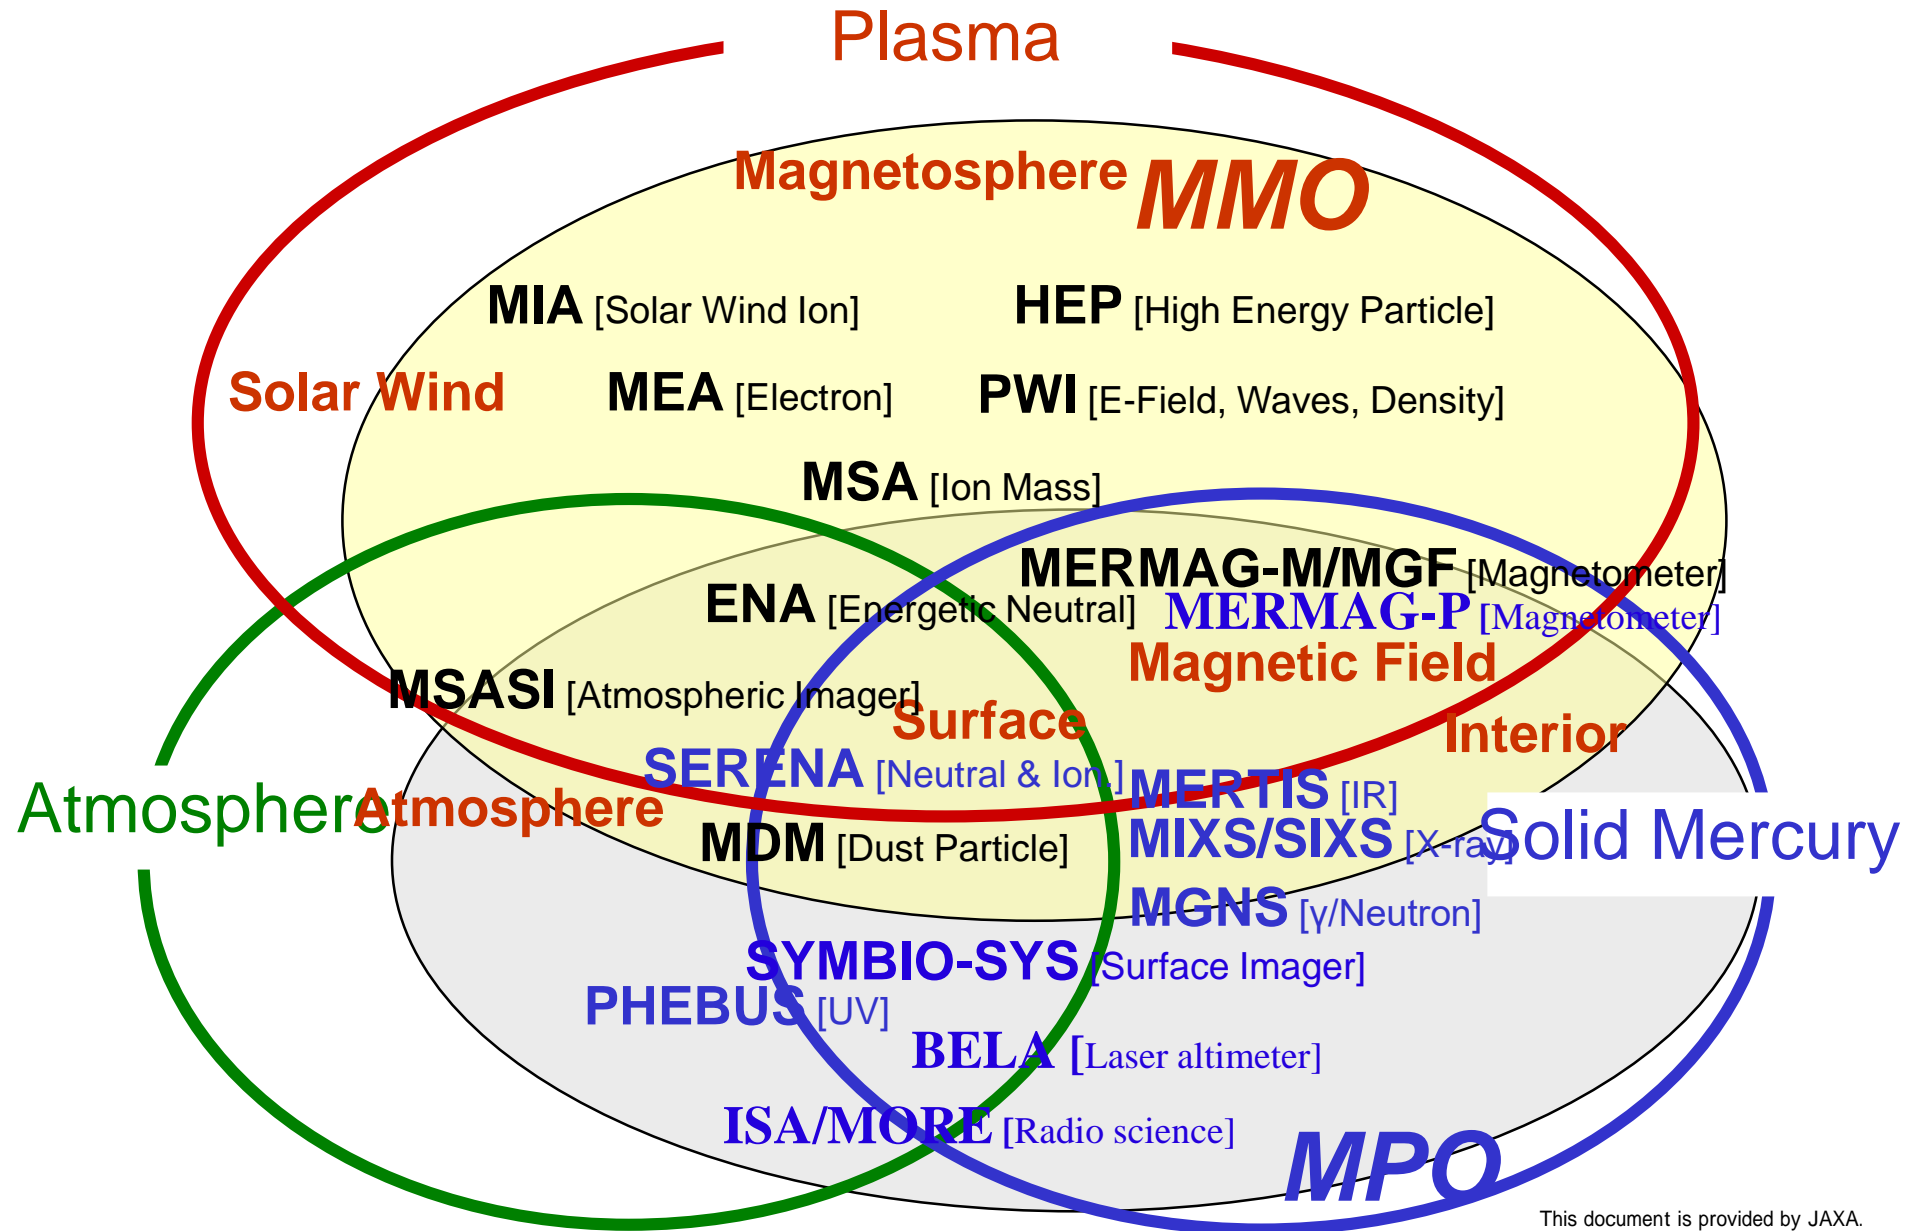 Plasma
Magnetosphere MMO
MIA [Solar Wind Ion] HEP [High Energy Particle]
Solar Wind MEA [Electron] PWI [E-Field, Waves, Density]
MSA [Ion Mass]
MERMAG-M/MGF [Magnetometer]
ENA [Energetic Neutral] MERMAG-P [Magnetometer]
Magnetic Field
MSASI [Atmospheric Imager]
Surface Interior
SERENA [Neutral & Ion.] MERTIS [IR]
Atmosphere Atmosphere Solid Mercury
MDM [Dust Particle] MIXS/SIXS [X-ray]
MGNS [γ/Neutron]
SYMBIO-SYS [Surface Imager]
PHEBUS [UV]
BELA [Laser altimeter]
ISA/MORE [Radio science]
MPO
This document is provided by JAXA.